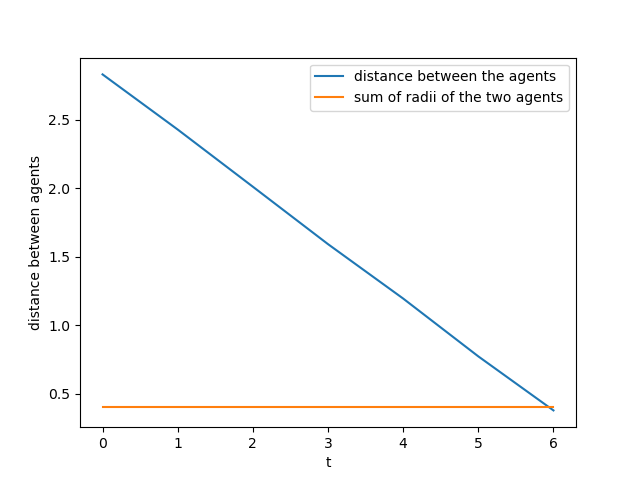 distance between the agents
sum of radii of the two agents
distance between agents
2.5
2.0
1.5
1.0
0.5
0 1 2 3 4 5 6
t